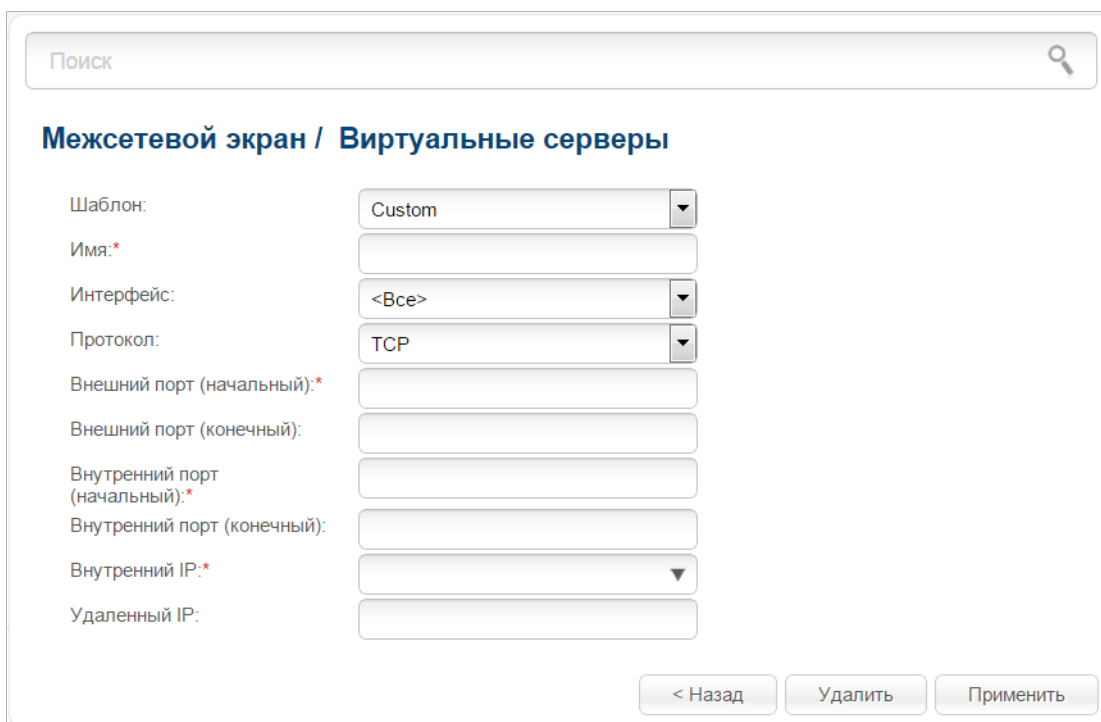 Поиск
Межсетевой экран / Виртуальные серверы
Шаблон:
Custom
Имя:*
Интерфейс:
<Все>
Протокол:
TCP
Внешний порт (начальный):*
Внешний порт (конечный):
Внутренний порт
(начальный):*
Внутренний порт (конечный):
Внутренний IP:*
Удаленный IP:
< Назад
Удалить
Применить